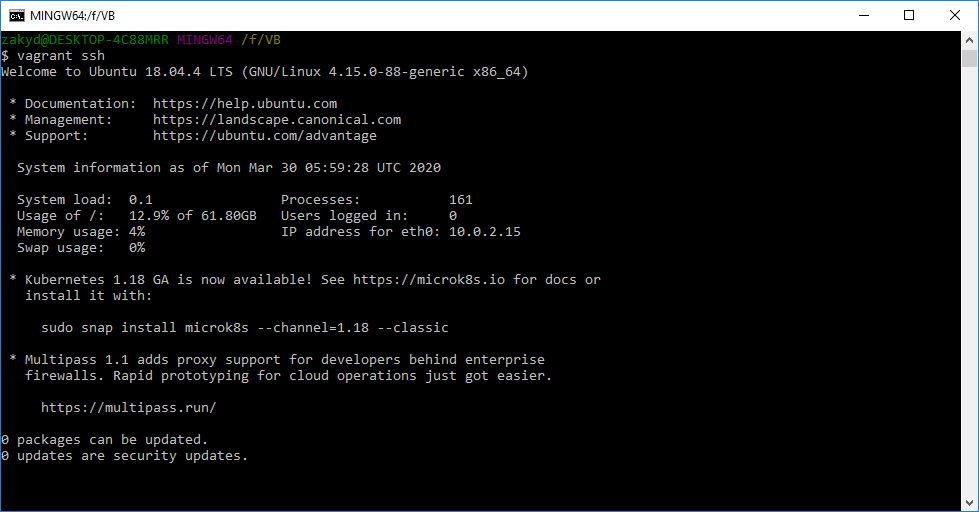 MINGW64:/f/VB
zakyd@DESKTOP-4C88MRR MINGW64 /f/VB
$ vagrant ssh
Welcome to Ubuntu 18.04.4 LTS (GNU/Linux 4.15.0-88-generic x86_64)
* Documentation:  https://help.ubuntu.com
* Management:     https://landscape.canonical.com
* Support:        https://ubuntu.com/advantage
System information as of Mon Mar 30 05:59:28 UTC 2020
System load:  0.1                Processes:           161
Usage of /:   12.9% of 61.80GB   Users logged in:     0
Memory usage: 4%                 IP address for eth0: 10.0.2.15
Swap usage:   0%
* Kubernetes 1.18 GA is now available! See https://microk8s.io for docs or
install it with:
sudo snap install microk8s --channel=1.18 --classic
* Multipass 1.1 adds proxy support for developers behind enterprise
firewalls. Rapid prototyping for cloud operations just got easier.
https://multipass.run/
0 packages can be updated.
0 updates are security updates.